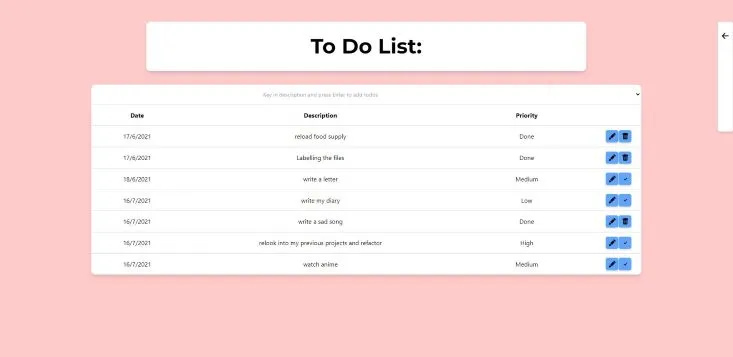 To Do List:
Key in description and press Enter to add todos
Date Description Priority
17/6/2021 reload food supply Done
17/6/2021 Labelling the files Done
18/6/2021 write a letter Medium
16/7/2021 write my diary Low
16/7/2021 write a sad song Done
16/7/2021 relook into my previous projects and refactor High
16/7/2021 watch anime Medium